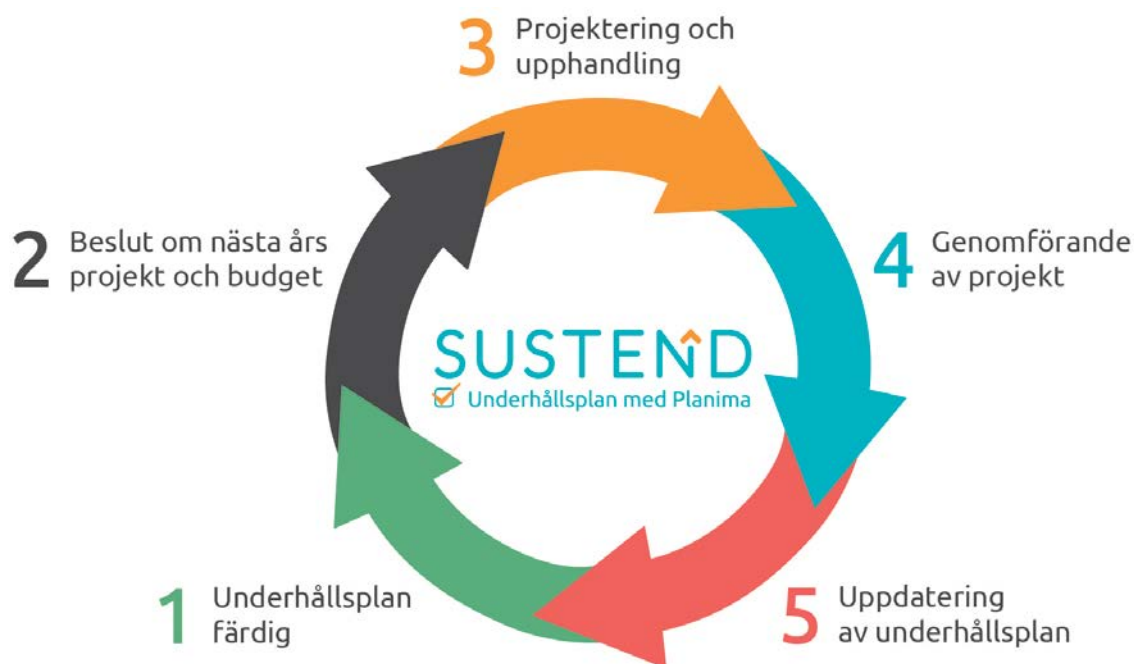 3 Projektering och
upphandling
2 Beslut om nästa års
projekt och budget
4 Genomförande
av projekt
SUSTEND
Underhållsplan med Planima
1 Underhållsplan
färdig
5 Uppdatering
av underhållsplan